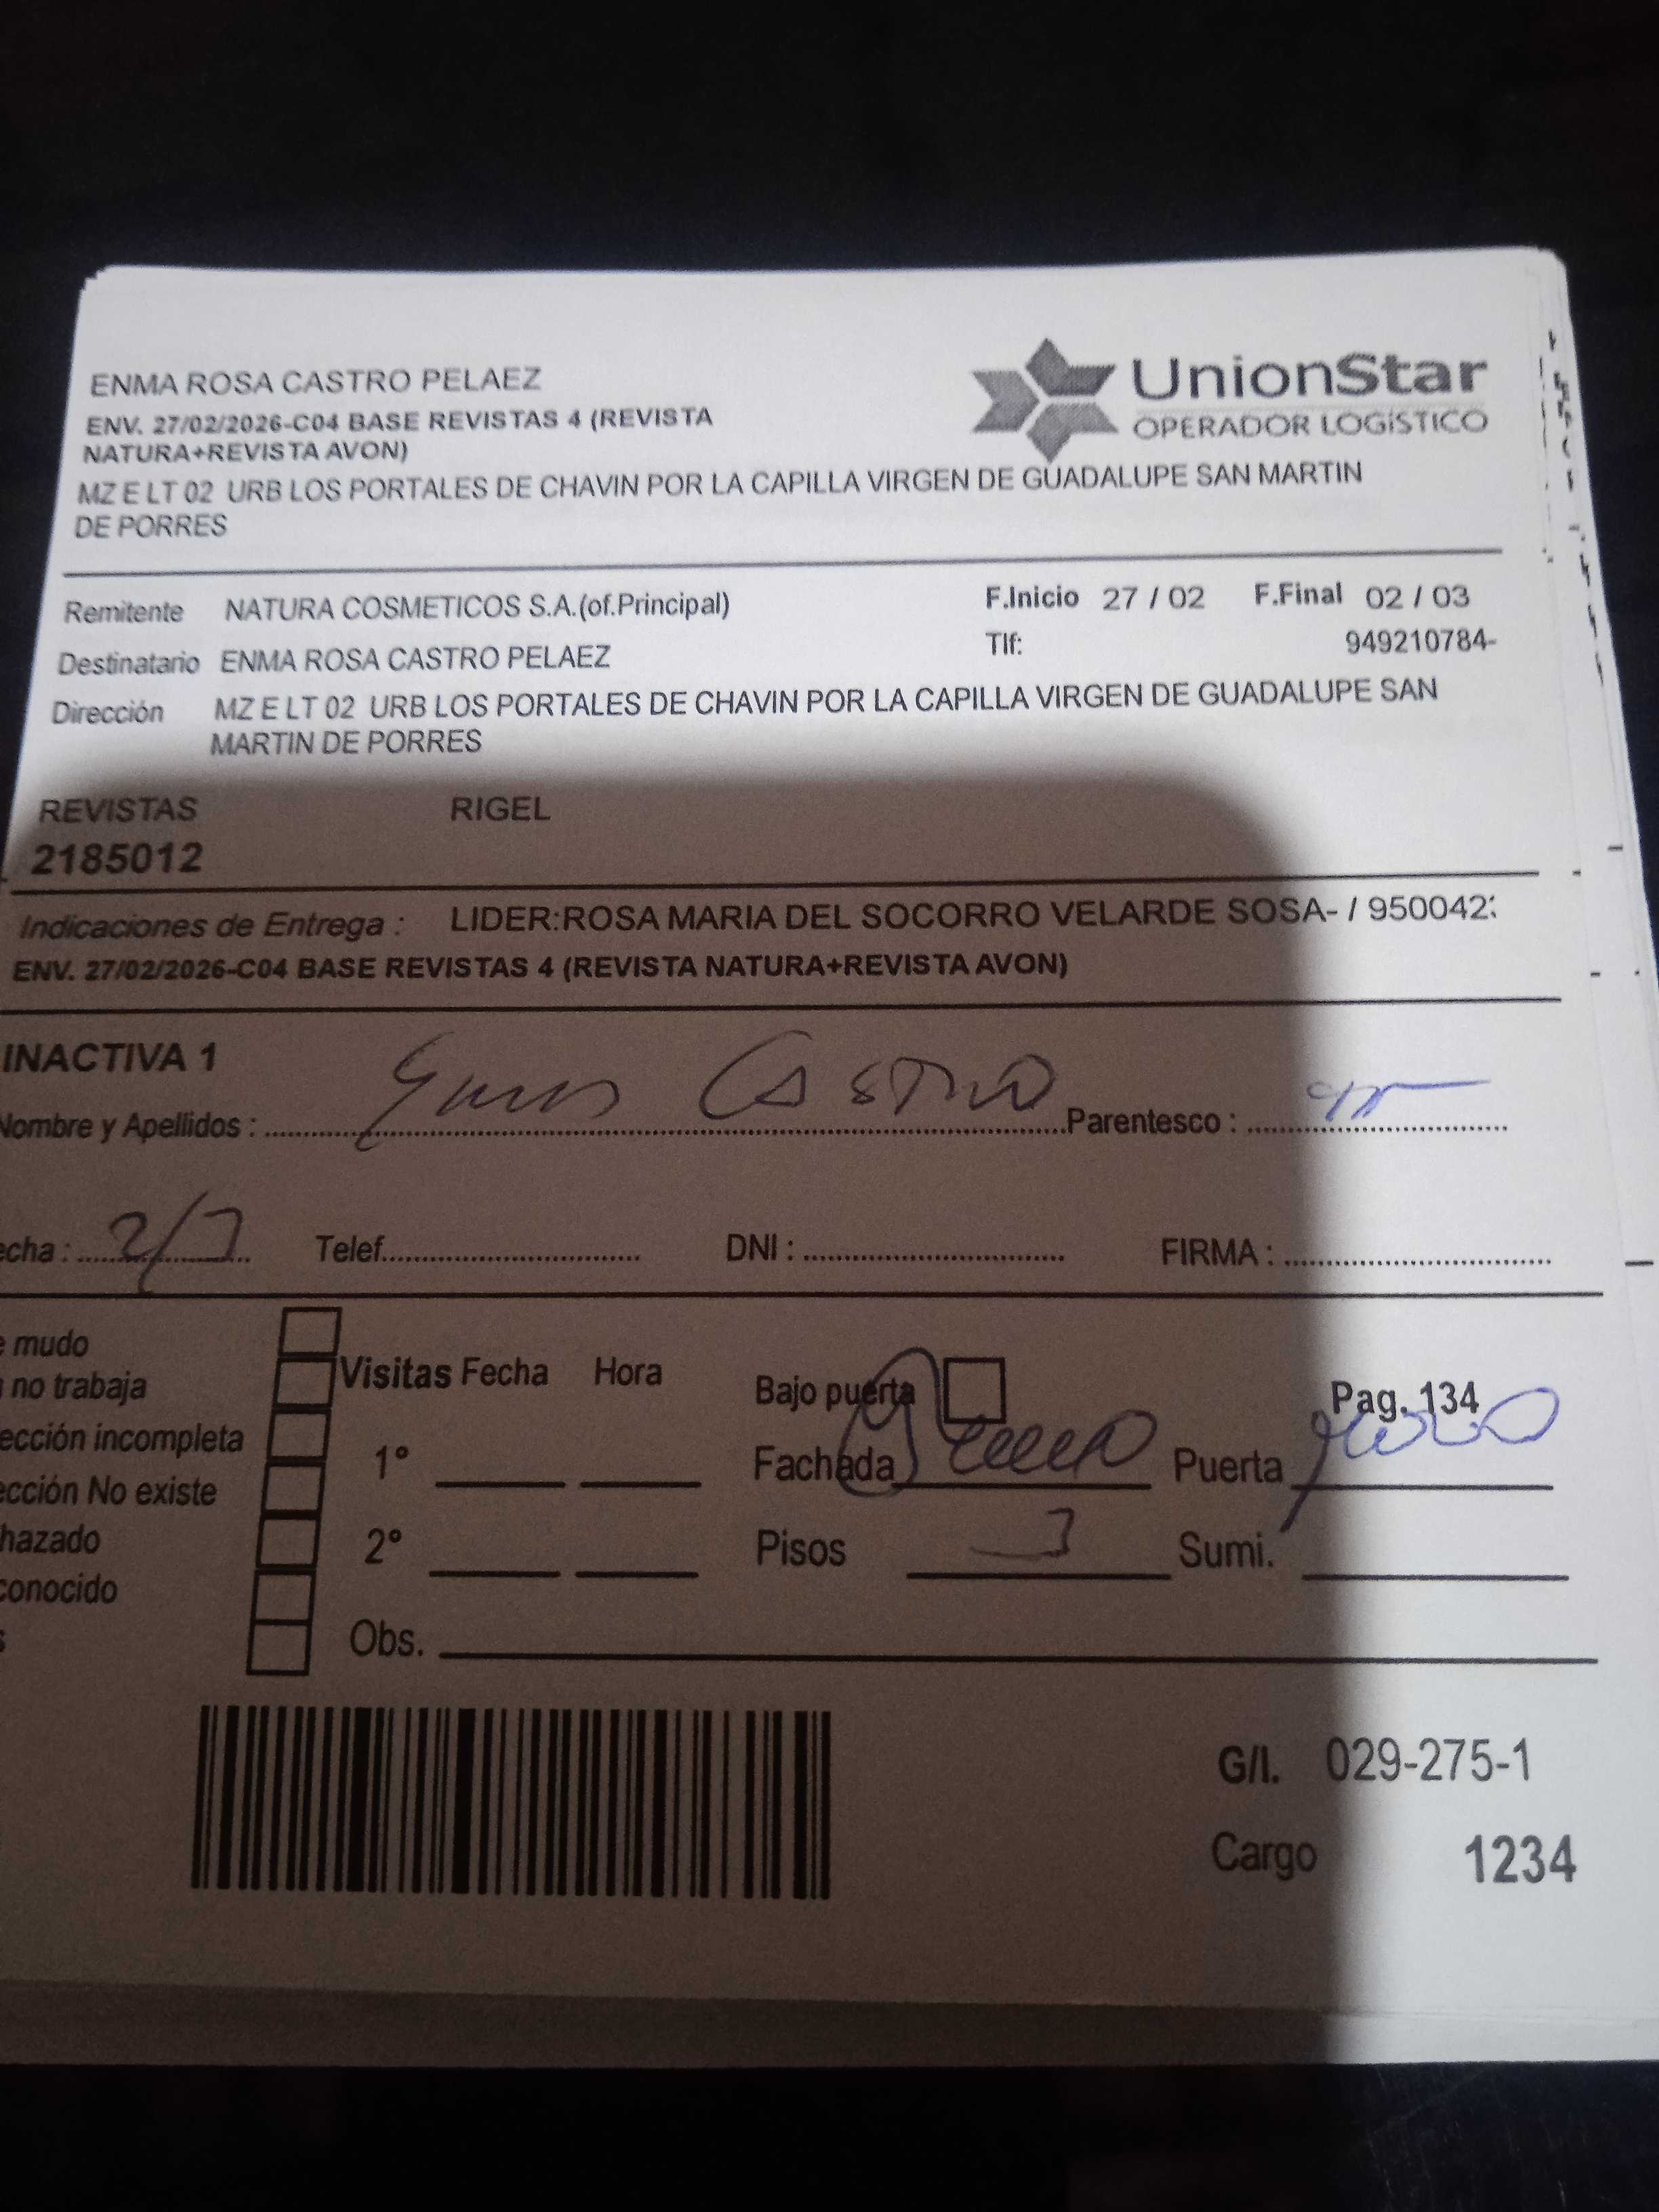 ENMA ROSA CASTRO PELAEZ
UnionStar
OPERADOR LOGÍSTICO
ENV. 27/02/2026-C04 BASE REVISTAS 4 (REVISTA
NATURA+REVISTA AVON)
MZ E LT 02 URB LOS PORTALES DE CHAVIN POR LA CAPILLA VIRGEN DE GUADALUPE SAN MARTIN
DE PORRES
Remitente NATURA COSMETICOS S.A.(of.Principal) F.Inicio 27 / 02 F.Final 02 / 03
Destinatario ENMA ROSA CASTRO PELAEZ Tlf: 949210784-
Dirección MZ E LT 02 URB LOS PORTALES DE CHAVIN POR LA CAPILLA VIRGEN DE GUADALUPE SAN
MARTIN DE PORRES
REVISTAS RIGEL
2185012
Indicaciones de Entrega : LIDER:ROSA MARIA DEL SOCORRO VELARDE SOSA- / 950042
ENV. 27/02/2026-C04 BASE REVISTAS 4 (REVISTA NATURA+REVISTA AVON)
INACTIVA 1
Nombre y Apellidos : Castro Parentesco :
echa : 2/3 Telef. DNI : FIRMA :
e mudo
no trabaja Visitas Fecha Hora Bajo puerta Pag. 134
ección incompleta 1° Fachada Puerta
ección No existe
hazado 2° Pisos 3 Sumi.
conocido
s Obs.
G/I. 029-275-1
Cargo 1234